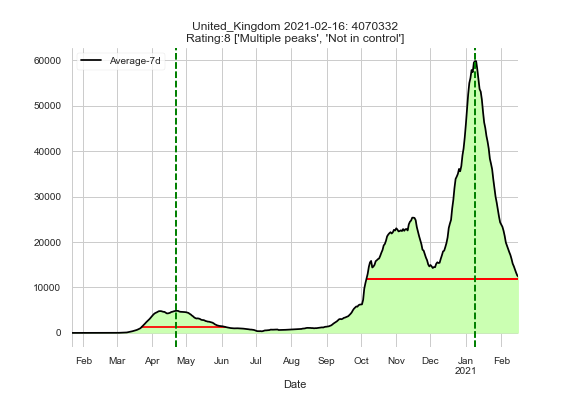 United_Kingdom 2021-02-16: 4070332
Rating:8 ['Multiple peaks', 'Not in control']
Average-7d
60000
50000
40000
30000
20000
10000
0
Feb Mar Apr May Jun Jul Aug Sep Oct Nov Dec Jan Feb
2021
Date